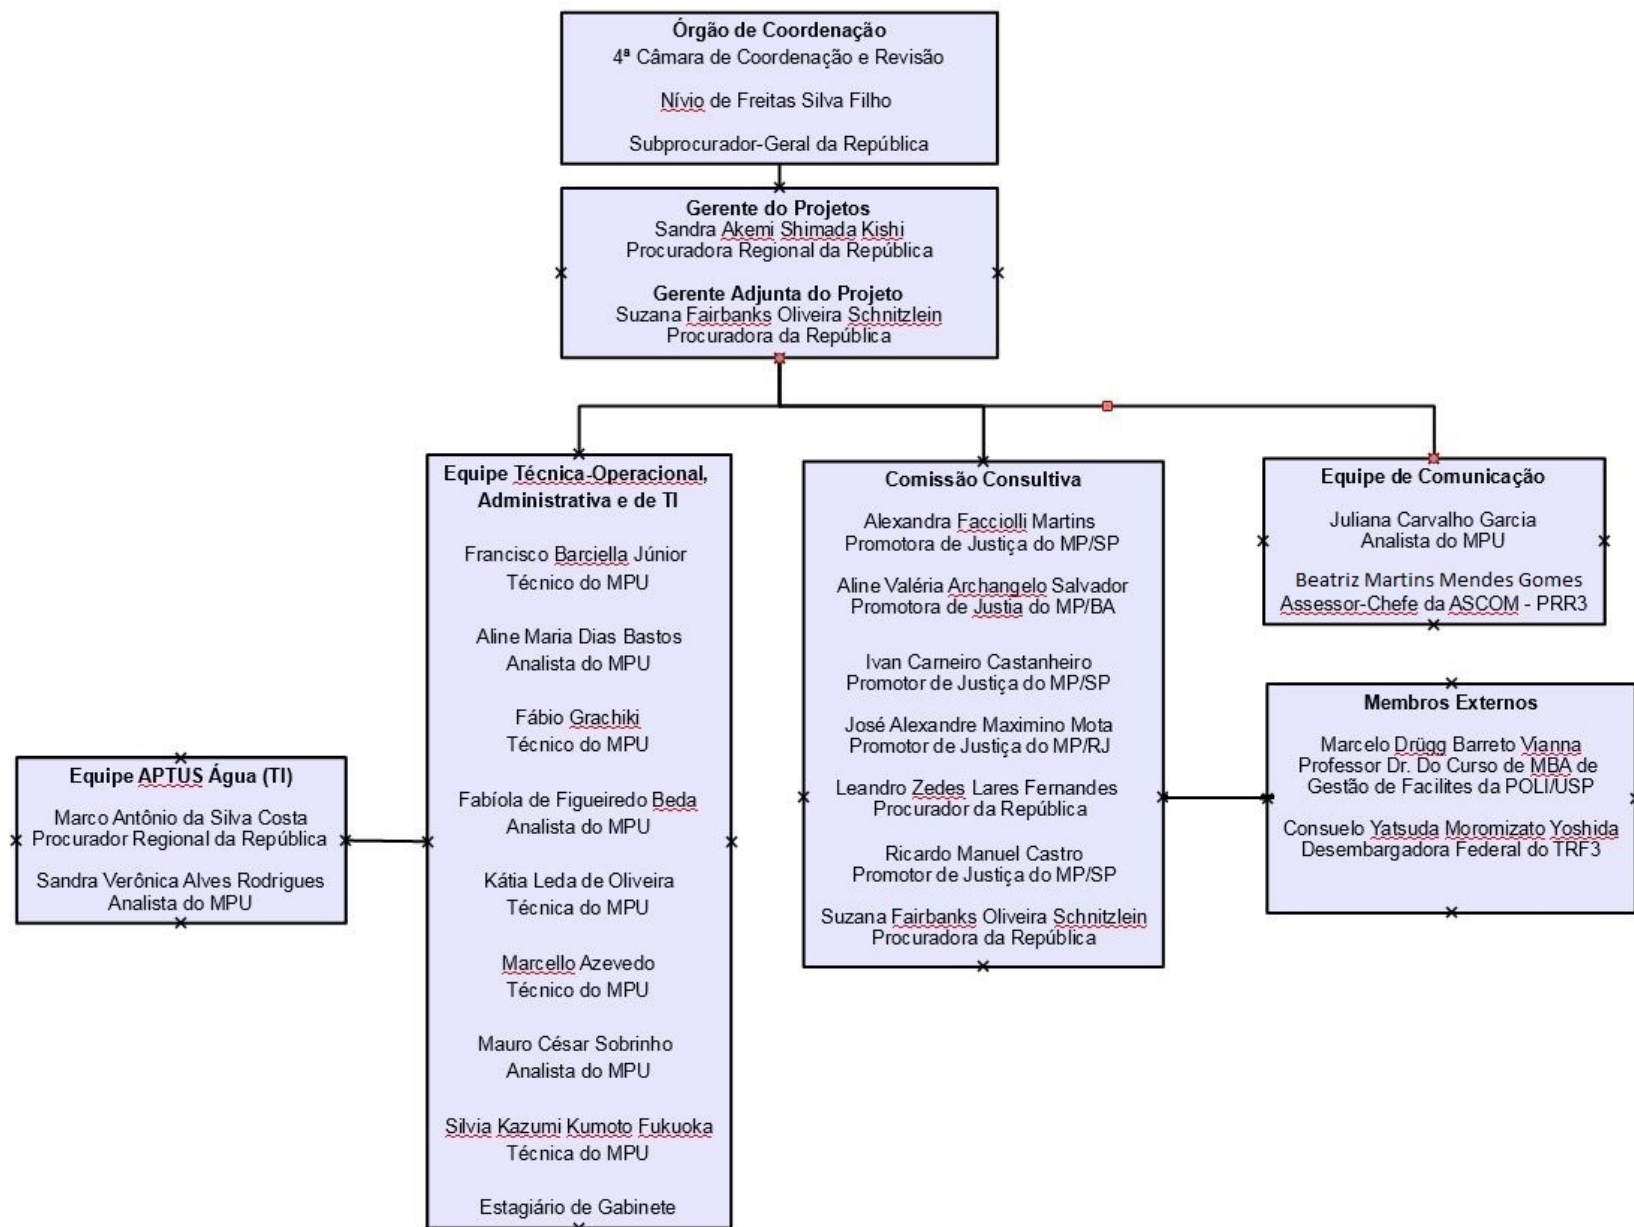 Órgão de Coordenação
4ª Câmara de Coordenação e Revisão
Nívio de Freitas Silva Filho
Subprocurador-Geral da República
Gerente do Projetos
Sandra Akemi Shimada Kishi
Procuradora Regional da República
Gerente Adjunta do Projeto
Suzana Fairbanks Oliveira Schnitzlein
Procuradora da República
Equipe APTUS Água (TI)
Marco Antônio da Silva Costa
Procurador Regional da República
Sandra Verônica Alves Rodrigues
Analista do MPU
Equipe Técnica-Operacional,
Administrativa e de TI
Francisco Barciella Júnior
Técnico do MPU
Aline Maria Dias Bastos
Analista do MPU
Fábio Grachiki
Técnico do MPU
Fabíola de Figueiredo Beda
Analista do MPU
Kátia Leda de Oliveira
Técnica do MPU
Marcello Azevedo
Técnico do MPU
Mauro César Sobrinho
Analista do MPU
Silvia Kazumi Kumoto Fukuoka
Técnica do MPU
Estagiário de Gabinete
Comissão Consultiva
Alexandra Facciolli Martins
Promotora de Justiça do MP/SP
Aline Valéria Archangelo Salvador
Promotora de Justia do MP/BA
Ivan Carneiro Castanheiro
Promotor de Justiça do MP/SP
José Alexandre Maximino Mota
Promotor de Justiça do MP/RJ
Leandro Zedes Lares Fernandes
Procurador da República
Ricardo Manuel Castro
Promotor de Justiça do MP/SP
Suzana Fairbanks Oliveira Schnitzlein
Procuradora da República
Equipe de Comunicação
Juliana Carvalho Garcia
Analista do MPU
Beatriz Martins Mendes Gomes
Assessor-Chefe da ASCOM - PRR3
Membros Externos
Marcelo Drügg Barreto Vianna
Professor Dr. Do Curso de MBA de
Gestão de Facilites da POLI/USP
Consuelo Yatsuda Moromizato Yoshida
Desembargadora Federal do TRF3